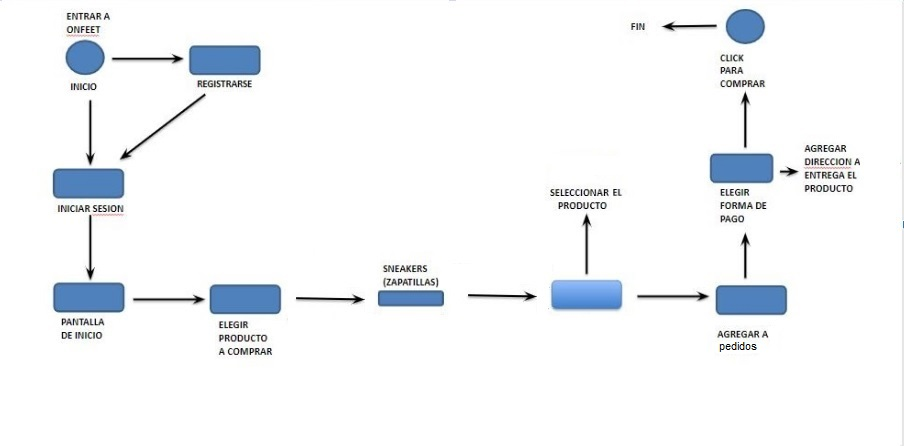 ENTRAR A
ONFEET
INICIO
REGISTRARSE
INICIAR SESION
PANTALLA
DE INICIO
ELEGIR
PRODUCTO
A COMPRAR
SNEAKERS
(ZAPATILLAS)
SELECCIONAR EL
PRODUCTO
AGREGAR A
pedidos
ELEGIR
FORMA DE
PAGO
AGREGAR
DIRECCION A
ENTREGA EL
PRODUCTO
CLICK
PARA
COMPRAR
FIN